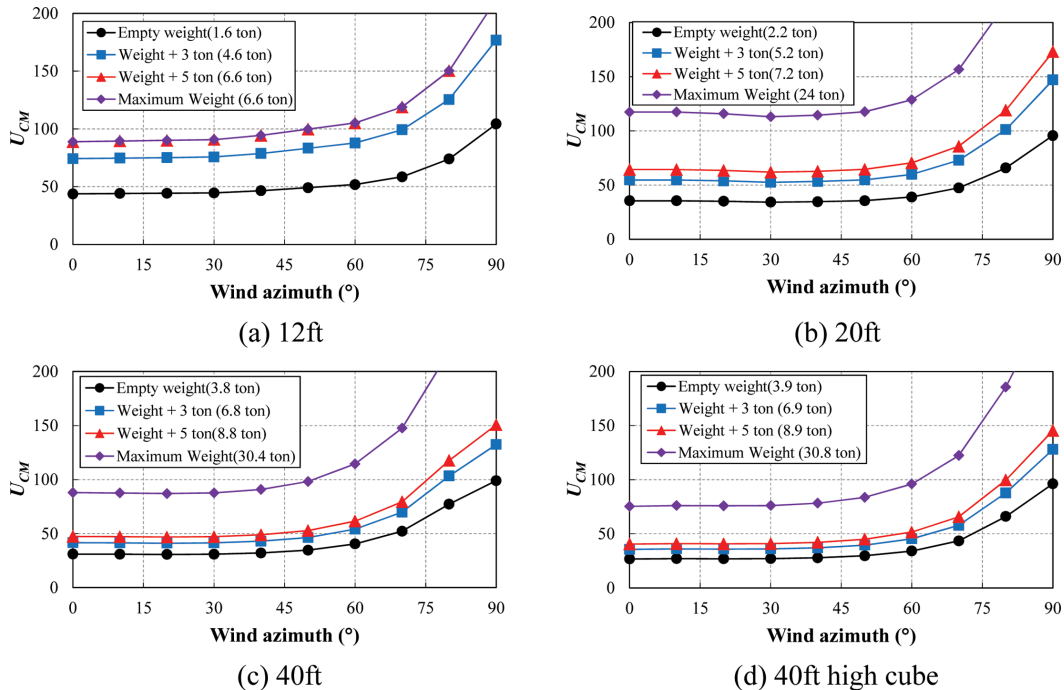 200
150
100
50
0
U_CM
Empty weight(1.6 ton)
Weight + 3 ton (4.6 ton)
Weight + 5 ton (6.6 ton)
Maximum Weight (6.6 ton)
0 15 30 45 60 75 90
Wind azimuth (°)
(a) 12ft
200
150
100
50
0
U_CM
Empty weight(2.2 ton)
Weight + 3 ton(5.2 ton)
Weight + 5 ton(7.2 ton)
Maximum Weight (24 ton)
0 15 30 45 60 75 90
Wind azimuth (°)
(b) 20ft
200
150
100
50
0
U_CM
Empty weight(3.8 ton)
Weight + 3 ton (6.8 ton)
Weight + 5 ton(8.8 ton)
Maximum Weight(30.4 ton)
0 15 30 45 60 75 90
Wind azimuth (°)
(c) 40ft
200
150
100
50
0
U_CM
Empty weight(3.9 ton)
Weight + 3 ton (6.9 ton)
Weight + 5 ton (8.9 ton)
Maximum Weight (30.8 ton)
0 15 30 45 60 75 90
Wind azimuth (°)
(d) 40ft high cube